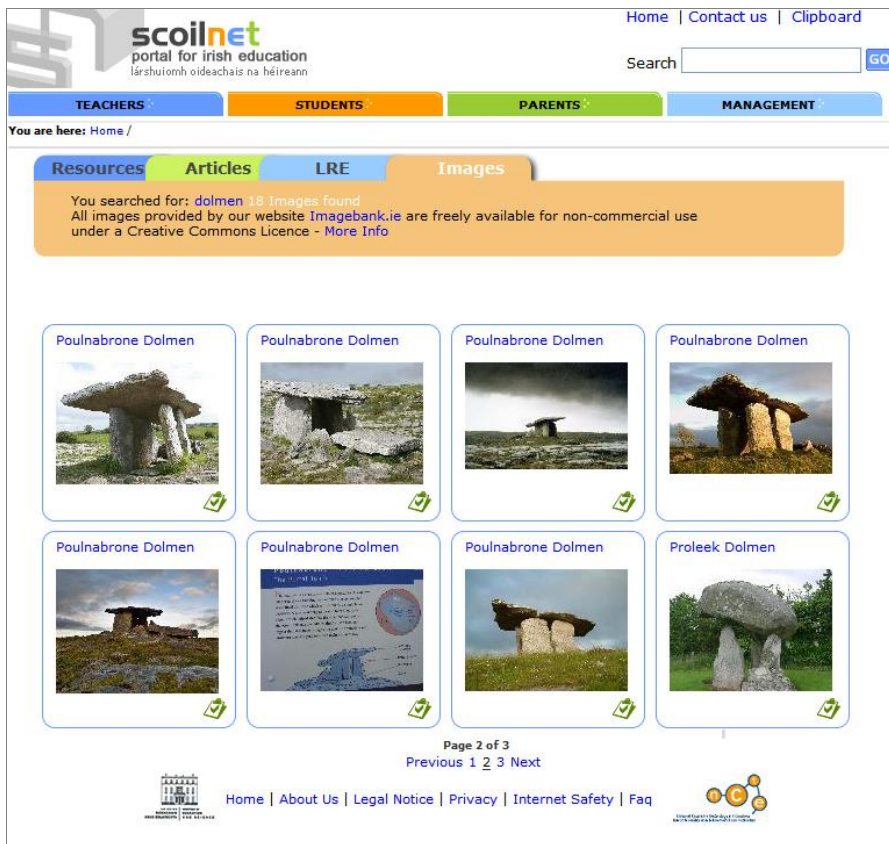 Home | Contact us | Clipboard
scoilnet
portal for irish education
lárshuíomh oideachais na héireann
Search
GO
TEACHERS
STUDENTS
PARENTS
MANAGEMENT
You are here: Home /
Resources
Articles
LRE
Images
You searched for: dolmen 18 Images found
All images provided by our website Imagebank.ie are freely available for non-commercial use
under a Creative Commons Licence - More Info
Poulnabrone Dolmen
Poulnabrone Dolmen
Poulnabrone Dolmen
Poulnabrone Dolmen
Poulnabrone Dolmen
Poulnabrone Dolmen
Poulnabrone Dolmen
Proleek Dolmen
Page 2 of 3
Previous 1 2 3 Next
Home | About Us | Legal Notice | Privacy | Internet Safety | Faq
ncte